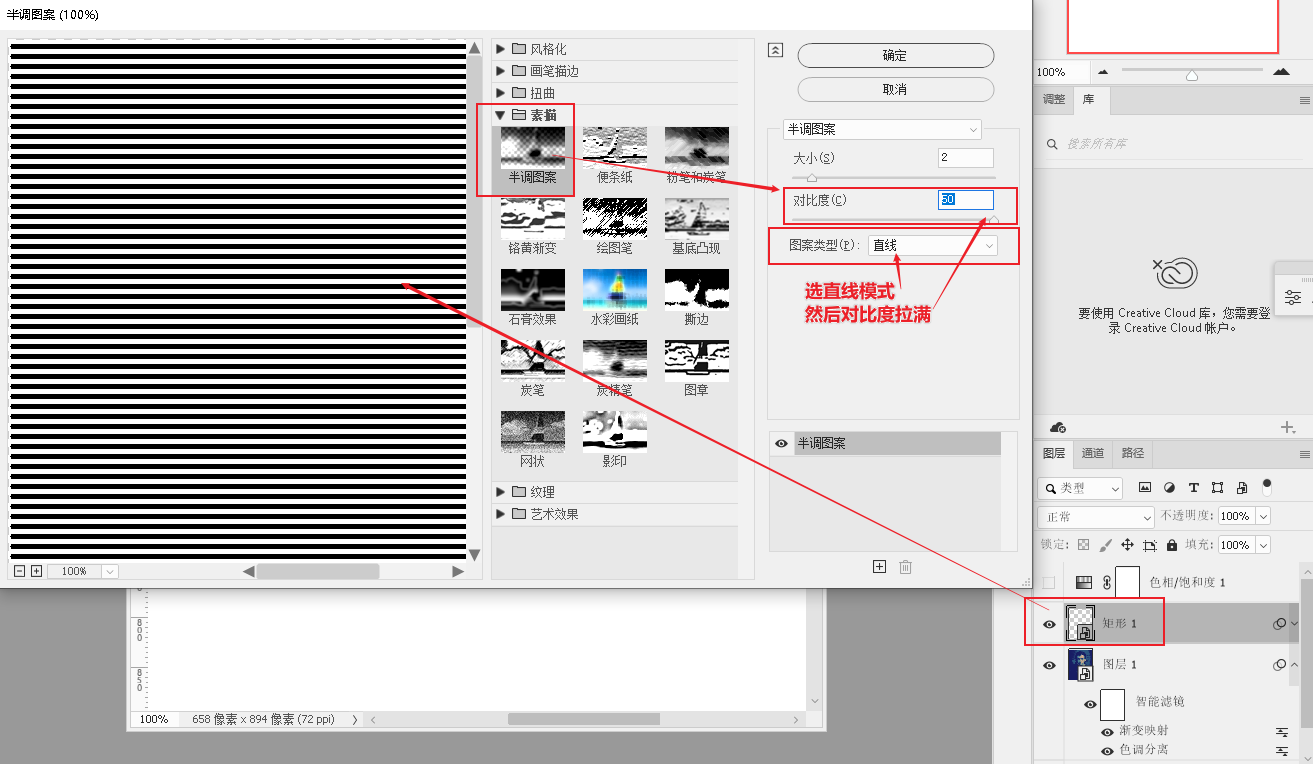 半调图案 (100%)
风格化
画笔描边
扭曲
素描
半调图案
便条纸
粉笔和炭笔
铬黄渐变
绘图笔
基底凸现
石膏效果
水彩画纸
撕边
炭笔
炭精笔
图章
网状
影印
纹理
艺术效果
100%
确定
取消
半调图案
大小(S)
2
对比度(C)
50
图案类型(P):
直线
选直线模式
然后对比度拉满
半调图案
800
850
100%
658 像素 x 894 像素 (72 ppi)
100%
调整
库
搜索所有库
要使用 Creative Cloud 库，您需要登
录 Creative Cloud 帐户。
图层
通道
路径
类型
正常
不透明度:
100%
锁定:
填充:
100%
色相/饱和度 1
矩形 1
图层 1
智能滤镜
渐变映射
色调分离